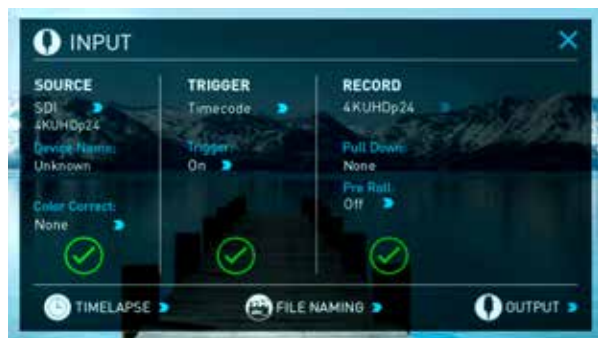 INPUT
SOURCE
SDI
4KUHDp24
Device Name:
Unknown
Color Correct:
None
TRIGGER
Timecode
Trigger:
On
RECORD
4KUHDp24
Pull Down:
None
Pre Roll:
Off
TIMELAPSE
FILE NAMING
OUTPUT